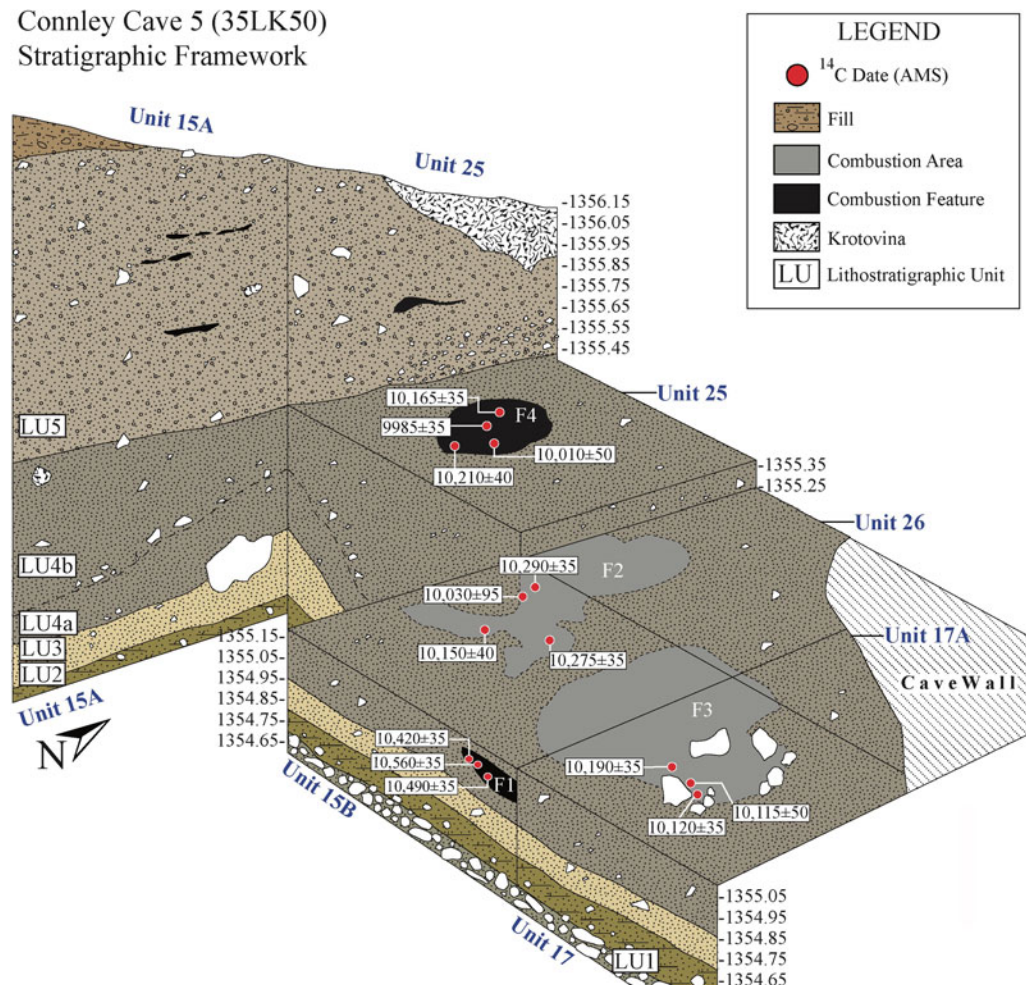 Connley Cave 5 (35LK50)
Stratigraphic Framework
LEGEND
14C Date (AMS)
Fill
Combustion Area
Combustion Feature
Krotovina
LU Lithostratigraphic Unit
Unit 15A
Unit 25
-1356.15
-1356.05
-1355.95
-1355.85
-1355.75
-1355.65
-1355.55
-1355.45
Unit 25
10,165±35
F4
9985±35
10,010±50
10,210±40
LU5
-1355.35
-1355.25
Unit 26
LU4b
10,290±35
F2
10,030±95
LU4a
1355.15-
LU3
1355.05-
10,150±40
10,275±35
Unit 17A
LU2
1354.95-
Cave Wall
Unit 15A
1354.85-
F3
N
1354.75-
1354.65-
10,420±35
10,560±35
10,490±35
F1
10,190±35
10,115±50
10,120±35
Unit 15B
-1355.05
-1354.95
-1354.85
-1354.75
-1354.65
Unit 17
LU1